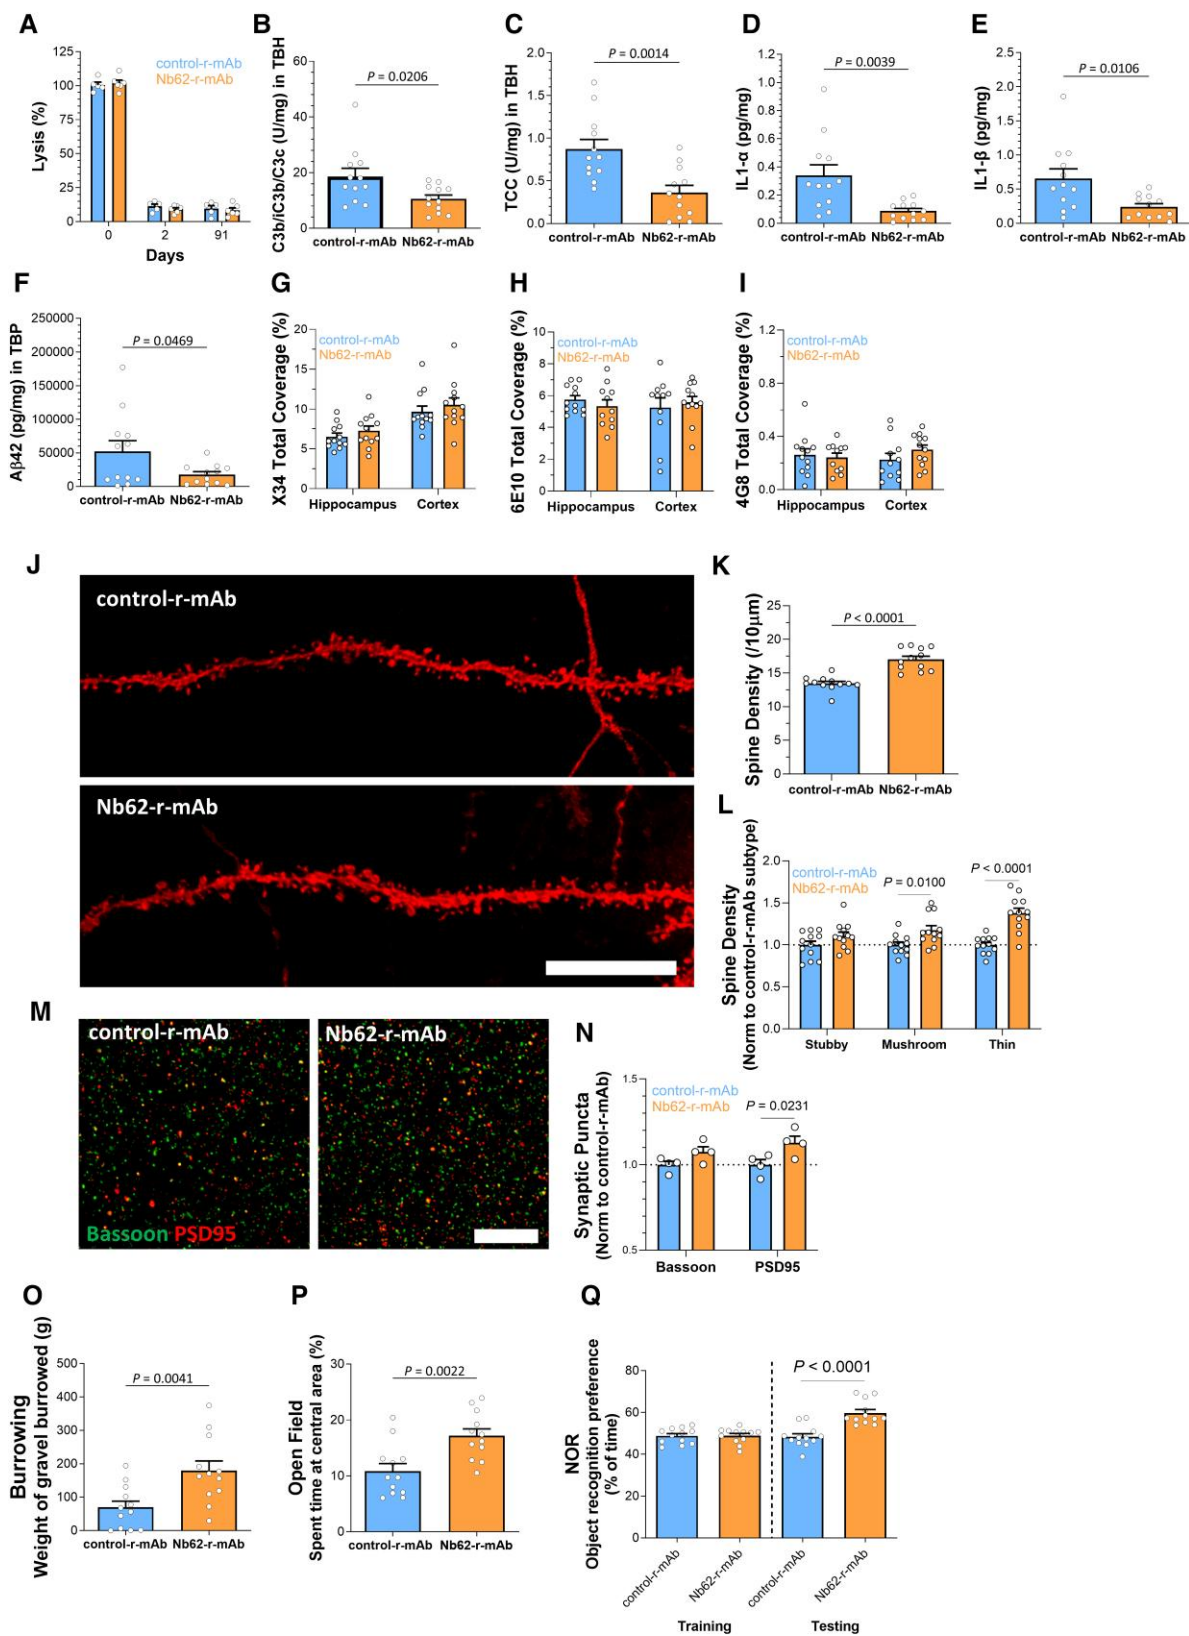 A
Lysis (%)
125
100
75
50
25
0
control-r-mAb
Nb62-r-mAb
0
2
91
Days
B
C3b/iC3b/C3c (U/mg) in TBH
60
40
20
0
P = 0.0206
control-r-mAb
Nb62-r-mAb
C
TCC (U/mg) in TBH
2.0
1.5
1.0
0.5
0.0
P = 0.0014
control-r-mAb
Nb62-r-mAb
D
IL1-α (pg/mg)
1.2
1.0
0.8
0.6
0.4
0.2
0.0
P = 0.0039
control-r-mAb
Nb62-r-mAb
E
IL1-β (pg/mg)
2.5
2.0
1.5
1.0
0.5
0.0
P = 0.0106
control-r-mAb
Nb62-r-mAb
F
Aβ42 (pg/mg) in TBP
250000
200000
150000
100000
50000
0
P = 0.0469
control-r-mAb
Nb62-r-mAb
G
X34 Total Coverage (%)
20
15
10
5
0
control-r-mAb
Nb62-r-mAb
Hippocampus
Cortex
H
6E10 Total Coverage (%)
10
8
6
4
2
0
control-r-mAb
Nb62-r-mAb
Hippocampus
Cortex
I
4G8 Total Coverage (%)
1.2
0.8
0.4
0.0
control-r-mAb
Nb62-r-mAb
Hippocampus
Cortex
J
control-r-mAb
Nb62-r-mAb
K
Spine Density (/10µm)
25
20
15
10
5
0
P < 0.0001
control-r-mAb
Nb62-r-mAb
L
Spine Density
(Norm to control-r-mAb subtype)
2.0
1.5
1.0
0.5
0.0
control-r-mAb
Nb62-r-mAb
P = 0.0100
P < 0.0001
Stubby
Mushroom
Thin
M
control-r-mAb
Nb62-r-mAb
Bassoon PSD95
N
Synaptic Puncta
(Norm to control-r-mAb)
1.5
1.0
0.5
control-r-mAb
Nb62-r-mAb
P = 0.0231
Bassoon
PSD95
O
Burrowing
Weight of gravel burrowed (g)
500
400
300
200
100
0
P = 0.0041
control-r-mAb
Nb62-r-mAb
P
Open Field
Spent time at central area (%)
30
20
10
0
P = 0.0022
control-r-mAb
Nb62-r-mAb
Q
NOR
Object recognition preference
(% of time)
80
60
40
20
0
P < 0.0001
control-r-mAb
Nb62-r-mAb
control-r-mAb
Nb62-r-mAb
Training
Testing